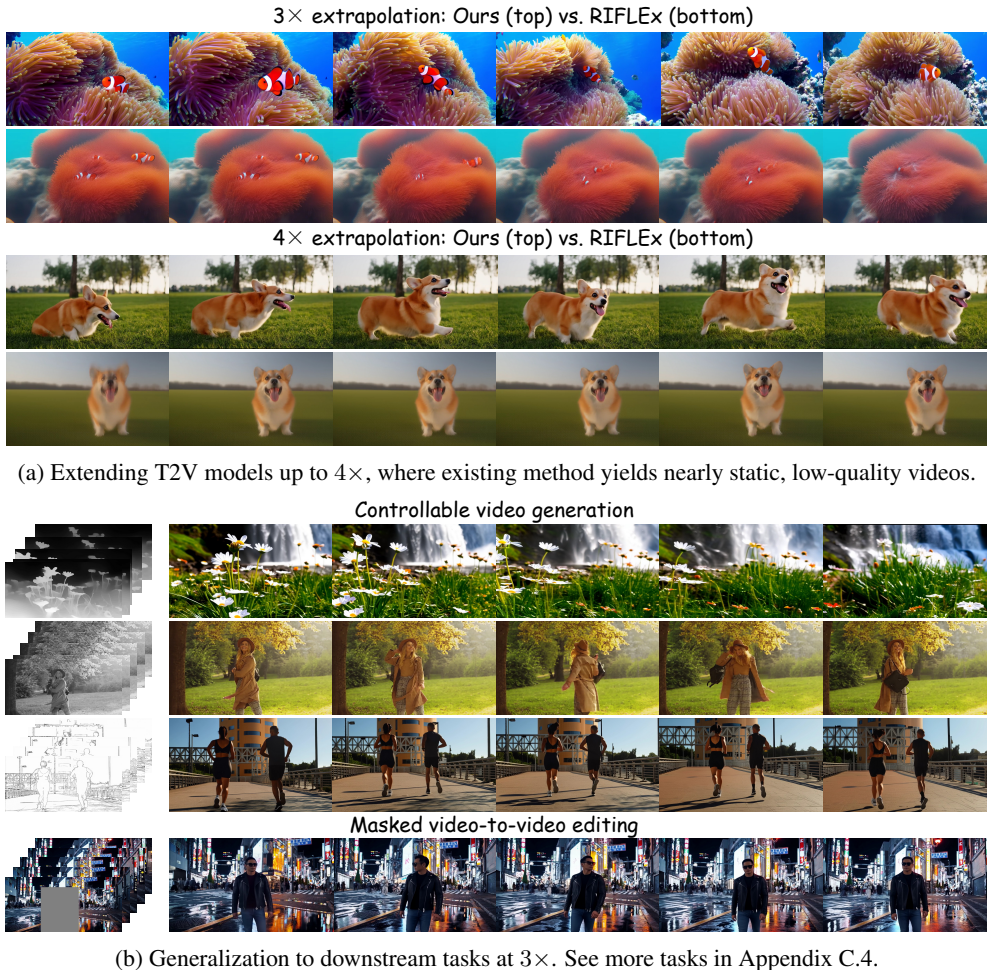 3× extrapolation: Ours (top) vs. RIFLEx (bottom)
4× extrapolation: Ours (top) vs. RIFLEx (bottom)
(a) Extending T2V models up to 4×, where existing method yields nearly static, low-quality videos.
Controllable video generation
Masked video-to-video editing
(b) Generalization to downstream tasks at 3×. See more tasks in Appendix C.4.